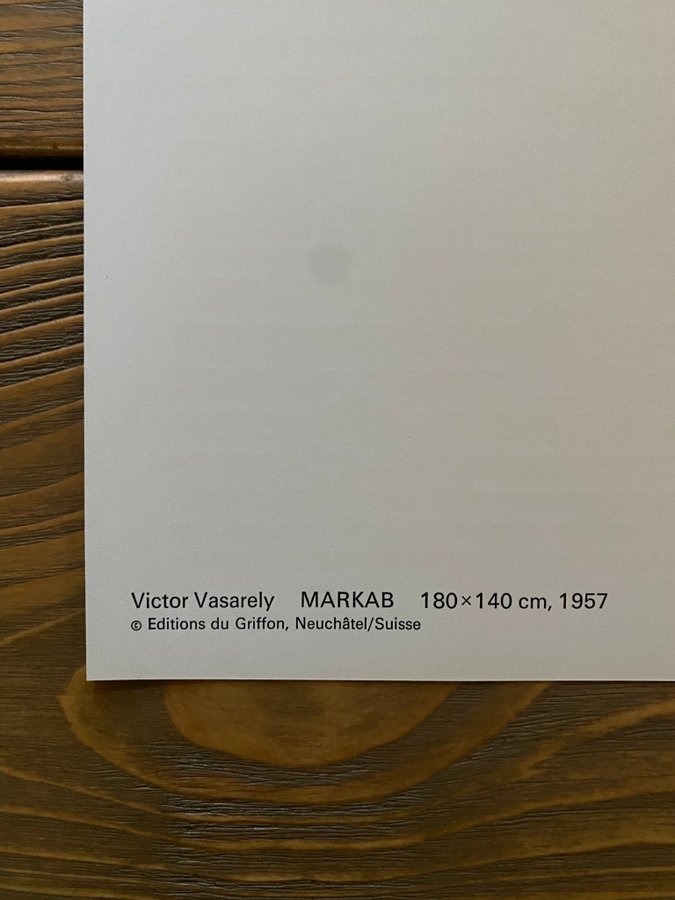 Victor Vasarely MARKAB 180×140 cm, 1957
© Editions du Griffon, Neuchâtel/Suisse